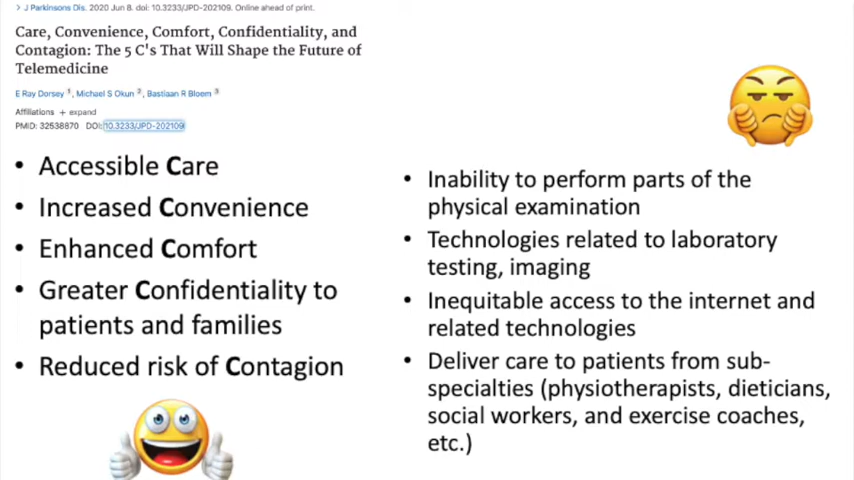 > J Parkinsons Dis. 2020 Jun 8. doi: 10.3233/JPD-202109. Online ahead of print.
Care, Convenience, Comfort, Confidentiality, and
Contagion: The 5 C's That Will Shape the Future of
Telemedicine
E Ray Dorsey 1, Michael S Okun 2, Bastiaan R Bloem 3
Affiliations + expand
PMID: 32538870 DOI: 10.3233/JPD-202109
• Accessible Care
• Increased Convenience
• Enhanced Comfort
• Greater Confidentiality to
patients and families
• Reduced risk of Contagion
• Inability to perform parts of the
physical examination
• Technologies related to laboratory
testing, imaging
• Inequitable access to the internet and
related technologies
• Deliver care to patients from sub-
specialties (physiotherapists, dieticians,
social workers, and exercise coaches,
etc.)